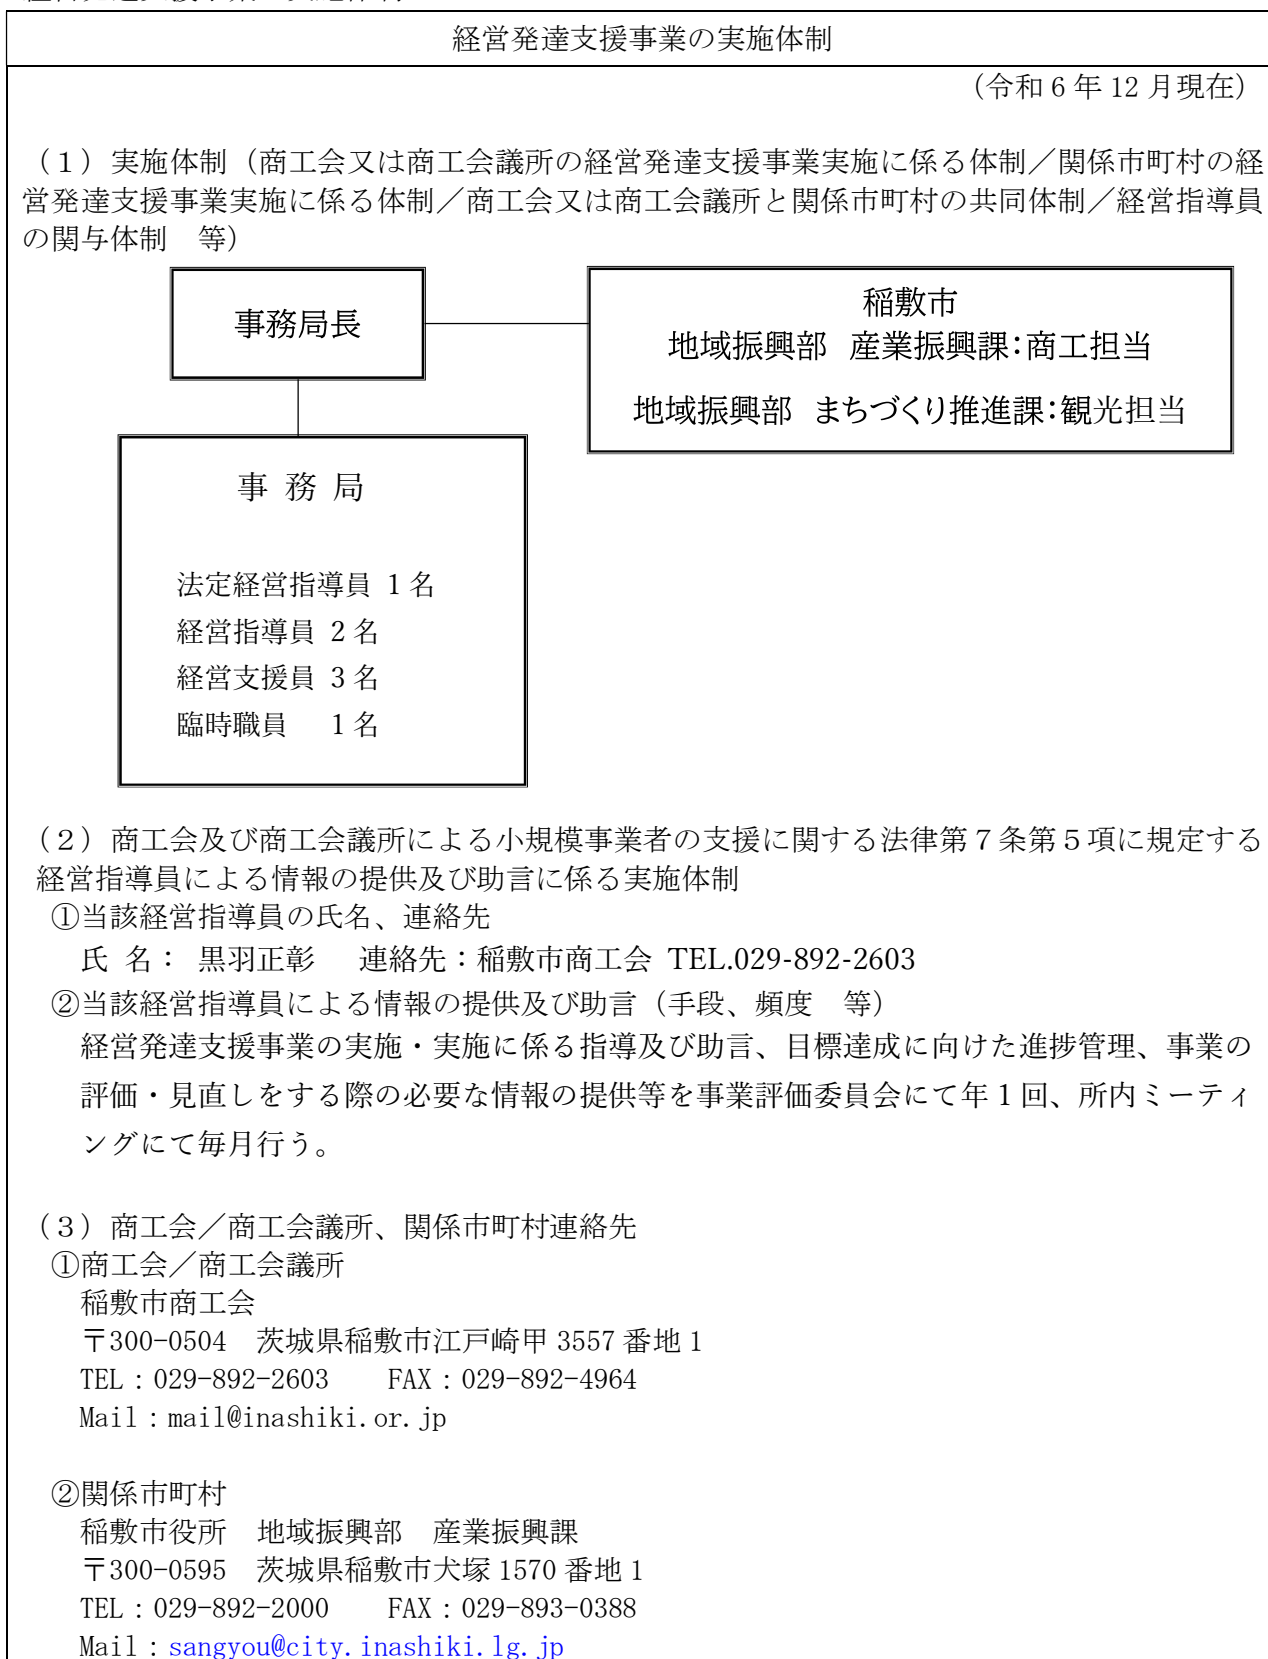 経営発達支援事業の実施体制
（令和６年 12 月現在）
（１）実施体制（商工会又は商工会議所の経営発達支援事業実施に係る体制／関係市町村の経
営発達支援事業実施に係る体制／商工会又は商工会議所と関係市町村の共同体制／経営指導員
の関与体制　等）
事務局長
稲敷市
地域振興部　産業振興課：商工担当
地域振興部　まちづくり推進課：観光担当
事 務 局
法定経営指導員 １名
経営指導員 ２名
経営支援員 ３名
臨時職員　 １名
（２）商工会及び商工会議所による小規模事業者の支援に関する法律第７条第５項に規定する
経営指導員による情報の提供及び助言に係る実施体制
①当該経営指導員の氏名、連絡先
氏 名： 黒羽正彰　 連絡先：稲敷市商工会 TEL.029-892-2603
②当該経営指導員による情報の提供及び助言（手段、頻度　等）
経営発達支援事業の実施・実施に係る指導及び助言、目標達成に向けた進捗管理、事業の
評価・見直しをする際の必要な情報の提供等を事業評価委員会にて年１回、所内ミーティ
ングにて毎月行う。
（３）商工会／商工会議所、関係市町村連絡先
①商工会／商工会議所
稲敷市商工会
〒300-0504　茨城県稲敷市江戸崎甲 3557 番地 1
TEL：029-892-2603　　FAX：029-892-4964
Mail：mail@inashiki.or.jp
②関係市町村
稲敷市役所　地域振興部　産業振興課
〒300-0595　茨城県稲敷市犬塚 1570 番地 1
TEL：029-892-2000　　FAX：029-893-0388
Mail：sangyou@city.inashiki.lg.jp